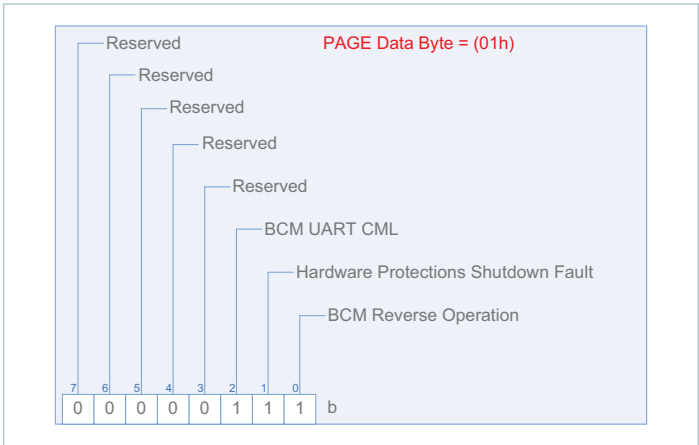 Reserved PAGE Data Byte = (01h)
Reserved
Reserved
Reserved
Reserved
BCM UART CML
Hardware Protections Shutdown Fault
BCM Reverse Operation
7 6 5 4 3 2 1 0
0 0 0 0 0 1 1 1 b